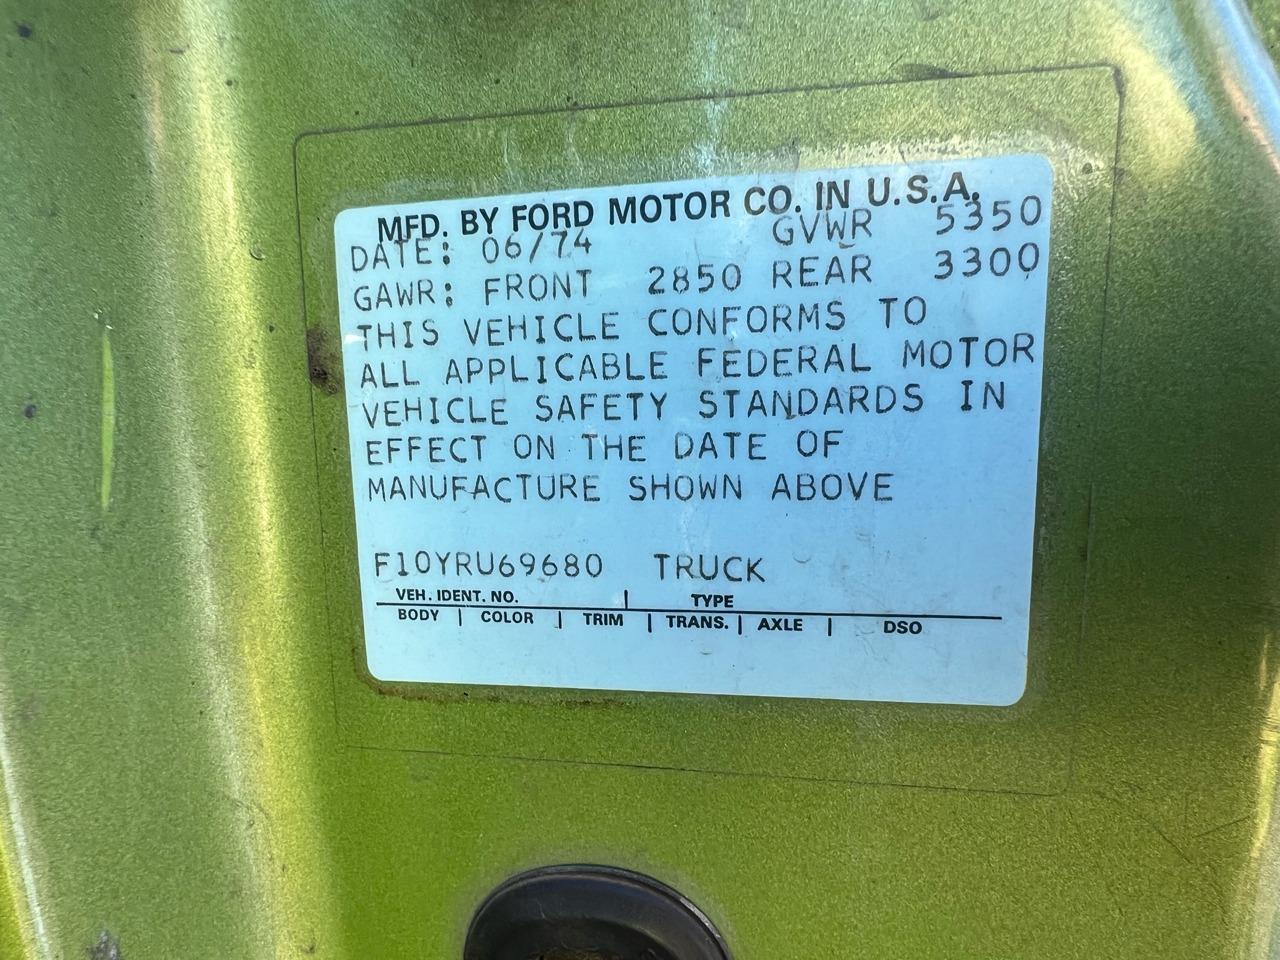 MFD. BY FORD MOTOR CO. IN U.S.A.
DATE: 06/74 GVWR 5350
GAWR: FRONT 2850 REAR 3300
THIS VEHICLE CONFORMS TO
ALL APPLICABLE FEDERAL MOTOR
VEHICLE SAFETY STANDARDS IN
EFFECT ON THE DATE OF
MANUFACTURE SHOWN ABOVE
F10YRU69680 TRUCK
VEH. IDENT. NO. | TYPE
BODY | COLOR | TRIM | TRANS. | AXLE | DSO